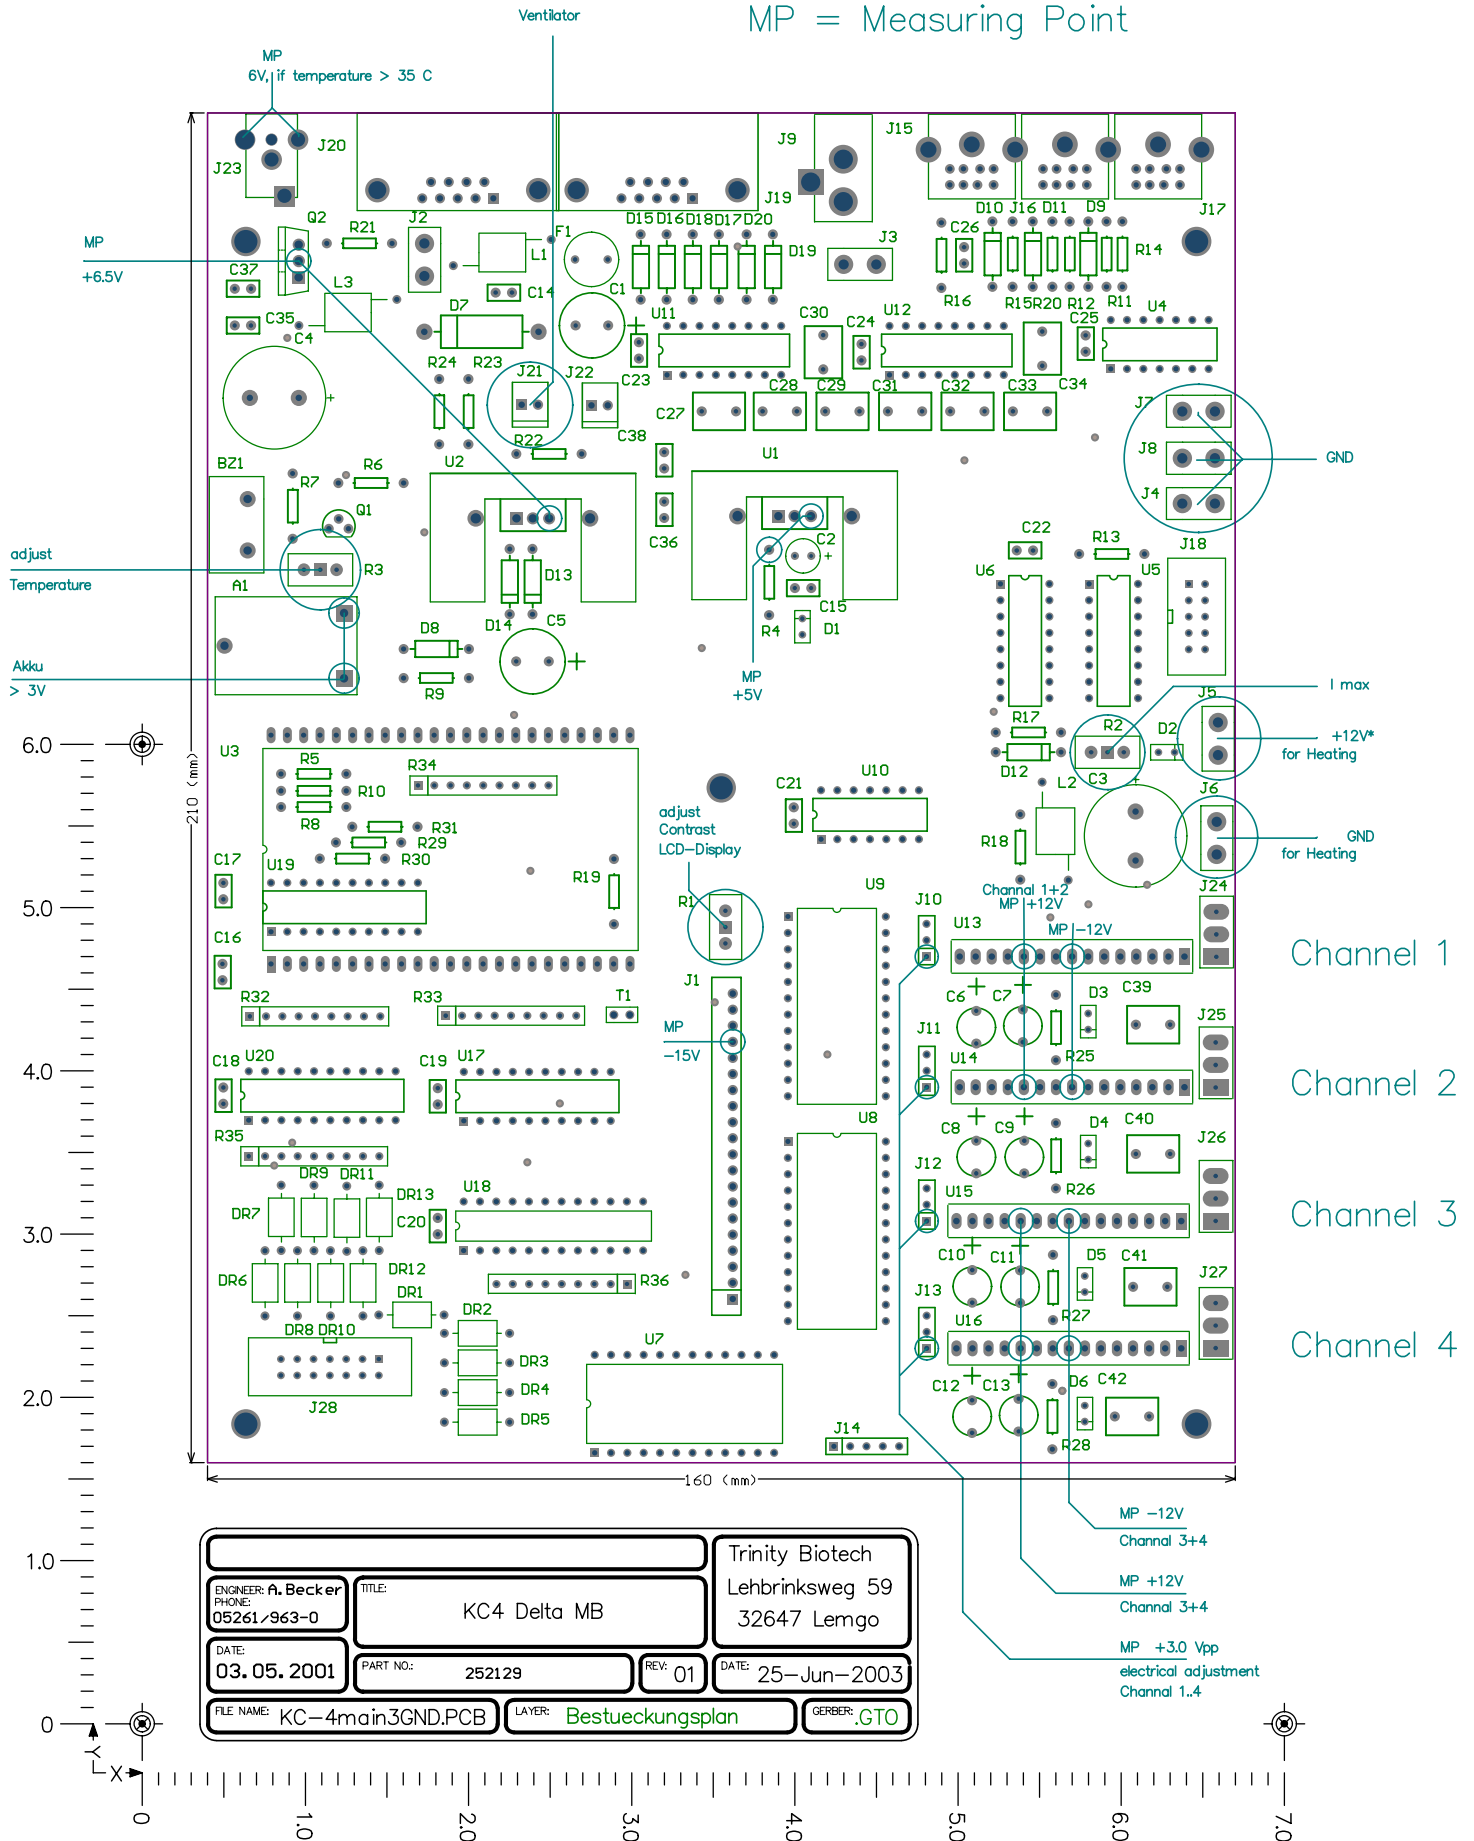 MP = Measuring Point
Ventilator
MP
6V, if temperature > 35 C
J23
J20
J9
J19
J15
J17
Q2
R21
J2
F1
L1
D15
D16
D18
D17
D20
D19
J3
C26
D10
J16
D11
D9
R14
MP
+6.5V
C37
L3
C14
C1
R16
R15
R20
R12
R11
C35
C4
D7
U11
C30
C24
U12
C25
U4
R24
R23
J21
J22
C23
C28
C29
C31
C32
C33
C34
C27
J7
J8
J4
GND
R22
C38
BZ1
R7
R6
Q1
U2
U1
C36
C2
C22
R13
J18
adjust
Temperature
R3
A1
D13
D14
C5
C15
R4
D1
U6
U5
D8
R9
Akku
> 3V
MP
+5V
I max
J5
+12V*
for Heating
R17
R2
D2
D12
L2
C3
J6
GND
for Heating
6.0
210 (mm)
U3
R5
R10
R8
R34
R31
R29
R30
U19
C17
R19
C21
U10
R18
adjust
Contrast
LCD-Display
R1
U9
J10
Channal 1+2
MP +12V
MP -12V
U13
J24
Channel 1
5.0
C16
R32
R33
T1
J1
MP
-15V
C6
C7
D3
C39
J25
J11
U14
R25
Channel 2
4.0
C18
U20
C19
U17
U8
C8
C9
D4
C40
J26
R35
DR9
DR11
DR7
DR13
C20
U18
J12
U15
R26
Channel 3
3.0
DR6
DR12
DR1
DR8
DR10
DR2
R36
DR3
DR4
DR5
U7
C10
C11
D5
C41
J27
J13
U16
R27
Channel 4
2.0
J28
J14
C12
C13
D6
C42
R28
160 (mm)
MP -12V
Channal 3+4
MP +12V
Channal 3+4
MP +3.0 Vpp
electrical adjustment
Channal 1..4
1.0
0
Y
X
Trinity Biotech
Lehbrinksweg 59
32647 Lemgo
ENGINEER: A.Becker
PHONE:
05261/963-0
TITLE:
KC4 Delta MB
DATE:
03.05.2001
PART NO.: 252129
REV: 01
DATE: 25-Jun-2003
FILE NAME: KC-4main3GND.PCB
LAYER: Bestueckungsplan
GERBER: .GTO
0
1.0
2.0
3.0
4.0
5.0
6.0
7.0